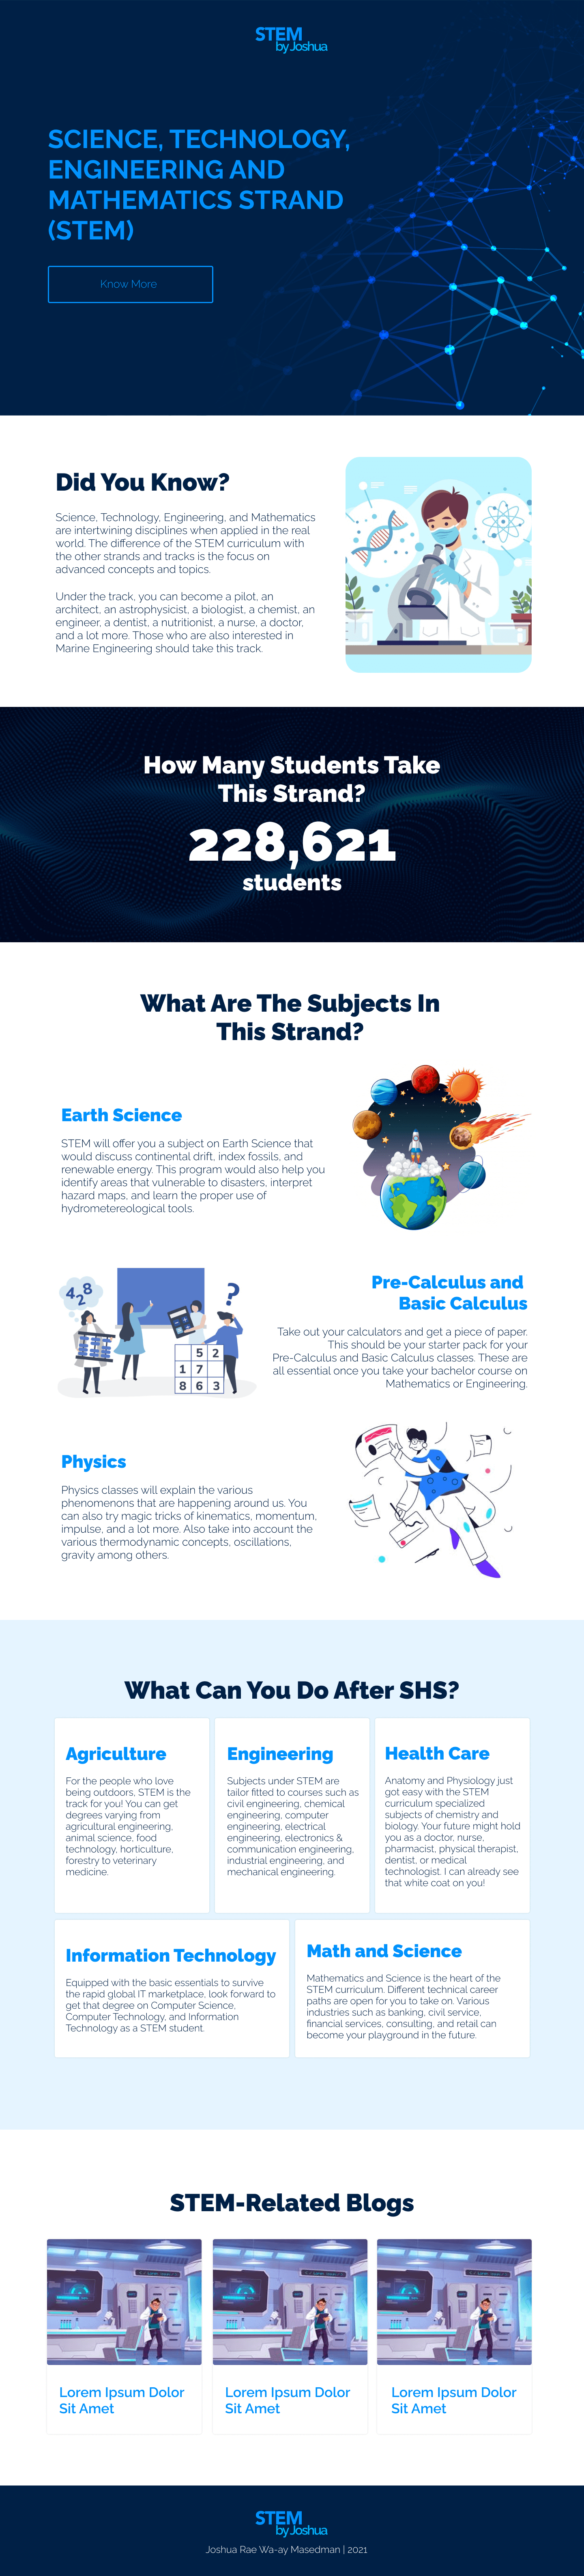 STEM
by Joshua
SCIENCE, TECHNOLOGY,
ENGINEERING AND
MATHEMATICS STRAND
(STEM)
Know More
Did You Know?
Science, Technology, Engineering, and Mathematics
are intertwining disciplines when applied in the real
world. The difference of the STEM curriculum with
the other strands and tracks is the focus on
advanced concepts and topics.
Under the track, you can become a pilot, an
architect, an astrophysicist, a biologist, a chemist, an
engineer, a dentist, a nutritionist, a nurse, a doctor,
and a lot more. Those who are also interested in
Marine Engineering should take this track.
How Many Students Take
This Strand?
228,621
students
What Are The Subjects In
This Strand?
Earth Science
STEM will offer you a subject on Earth Science that
would discuss continental drift, index fossils, and
renewable energy. This program would also help you
identify areas that vulnerable to disasters, interpret
hazard maps, and learn the proper use of
hydrometereological tools.
428
?
5 2
1 7
8 6 3
Pre-Calculus and
Basic Calculus
Take out your calculators and get a piece of paper.
This should be your starter pack for your
Pre-Calculus and Basic Calculus classes. These are
all essential once you take your bachelor course on
Mathematics or Engineering.
Physics
Physics classes will explain the various
phenomenons that are happening around us. You
can also try magic tricks of kinematics, momentum,
impulse, and a lot more. Also take into account the
various thermodynamic concepts, oscillations,
gravity among others.
What Can You Do After SHS?
Agriculture
For the people who love
being outdoors, STEM is the
track for you! You can get
degrees varying from
agricultural engineering,
animal science, food
technology, horticulture,
forestry to veterinary
medicine.
Engineering
Subjects under STEM are
tailor fitted to courses such as
civil engineering, chemical
engineering, computer
engineering, electrical
engineering, electronics &
communication engineering,
industrial engineering, and
mechanical engineering.
Health Care
Anatomy and Physiology just
got easy with the STEM
curriculum specialized
subjects of chemistry and
biology. Your future might hold
you as a doctor, nurse,
pharmacist, physical therapist,
dentist, or medical
technologist. I can already see
that white coat on you!
Information Technology
Equipped with the basic essentials to survive
the rapid global IT marketplace, look forward to
get that degree on Computer Science,
Computer Technology, and Information
Technology as a STEM student.
Math and Science
Mathematics and Science is the heart of the
STEM curriculum. Different technical career
paths are open for you to take on. Various
industries such as banking, civil service,
financial services, consulting, and retail can
become your playground in the future.
STEM-Related Blogs
Lorem Ipsum Dolor
Sit Amet
Lorem Ipsum Dolor
Sit Amet
Lorem Ipsum Dolor
Sit Amet
STEM
by Joshua
Joshua Rae Wa-ay Masedman | 2021